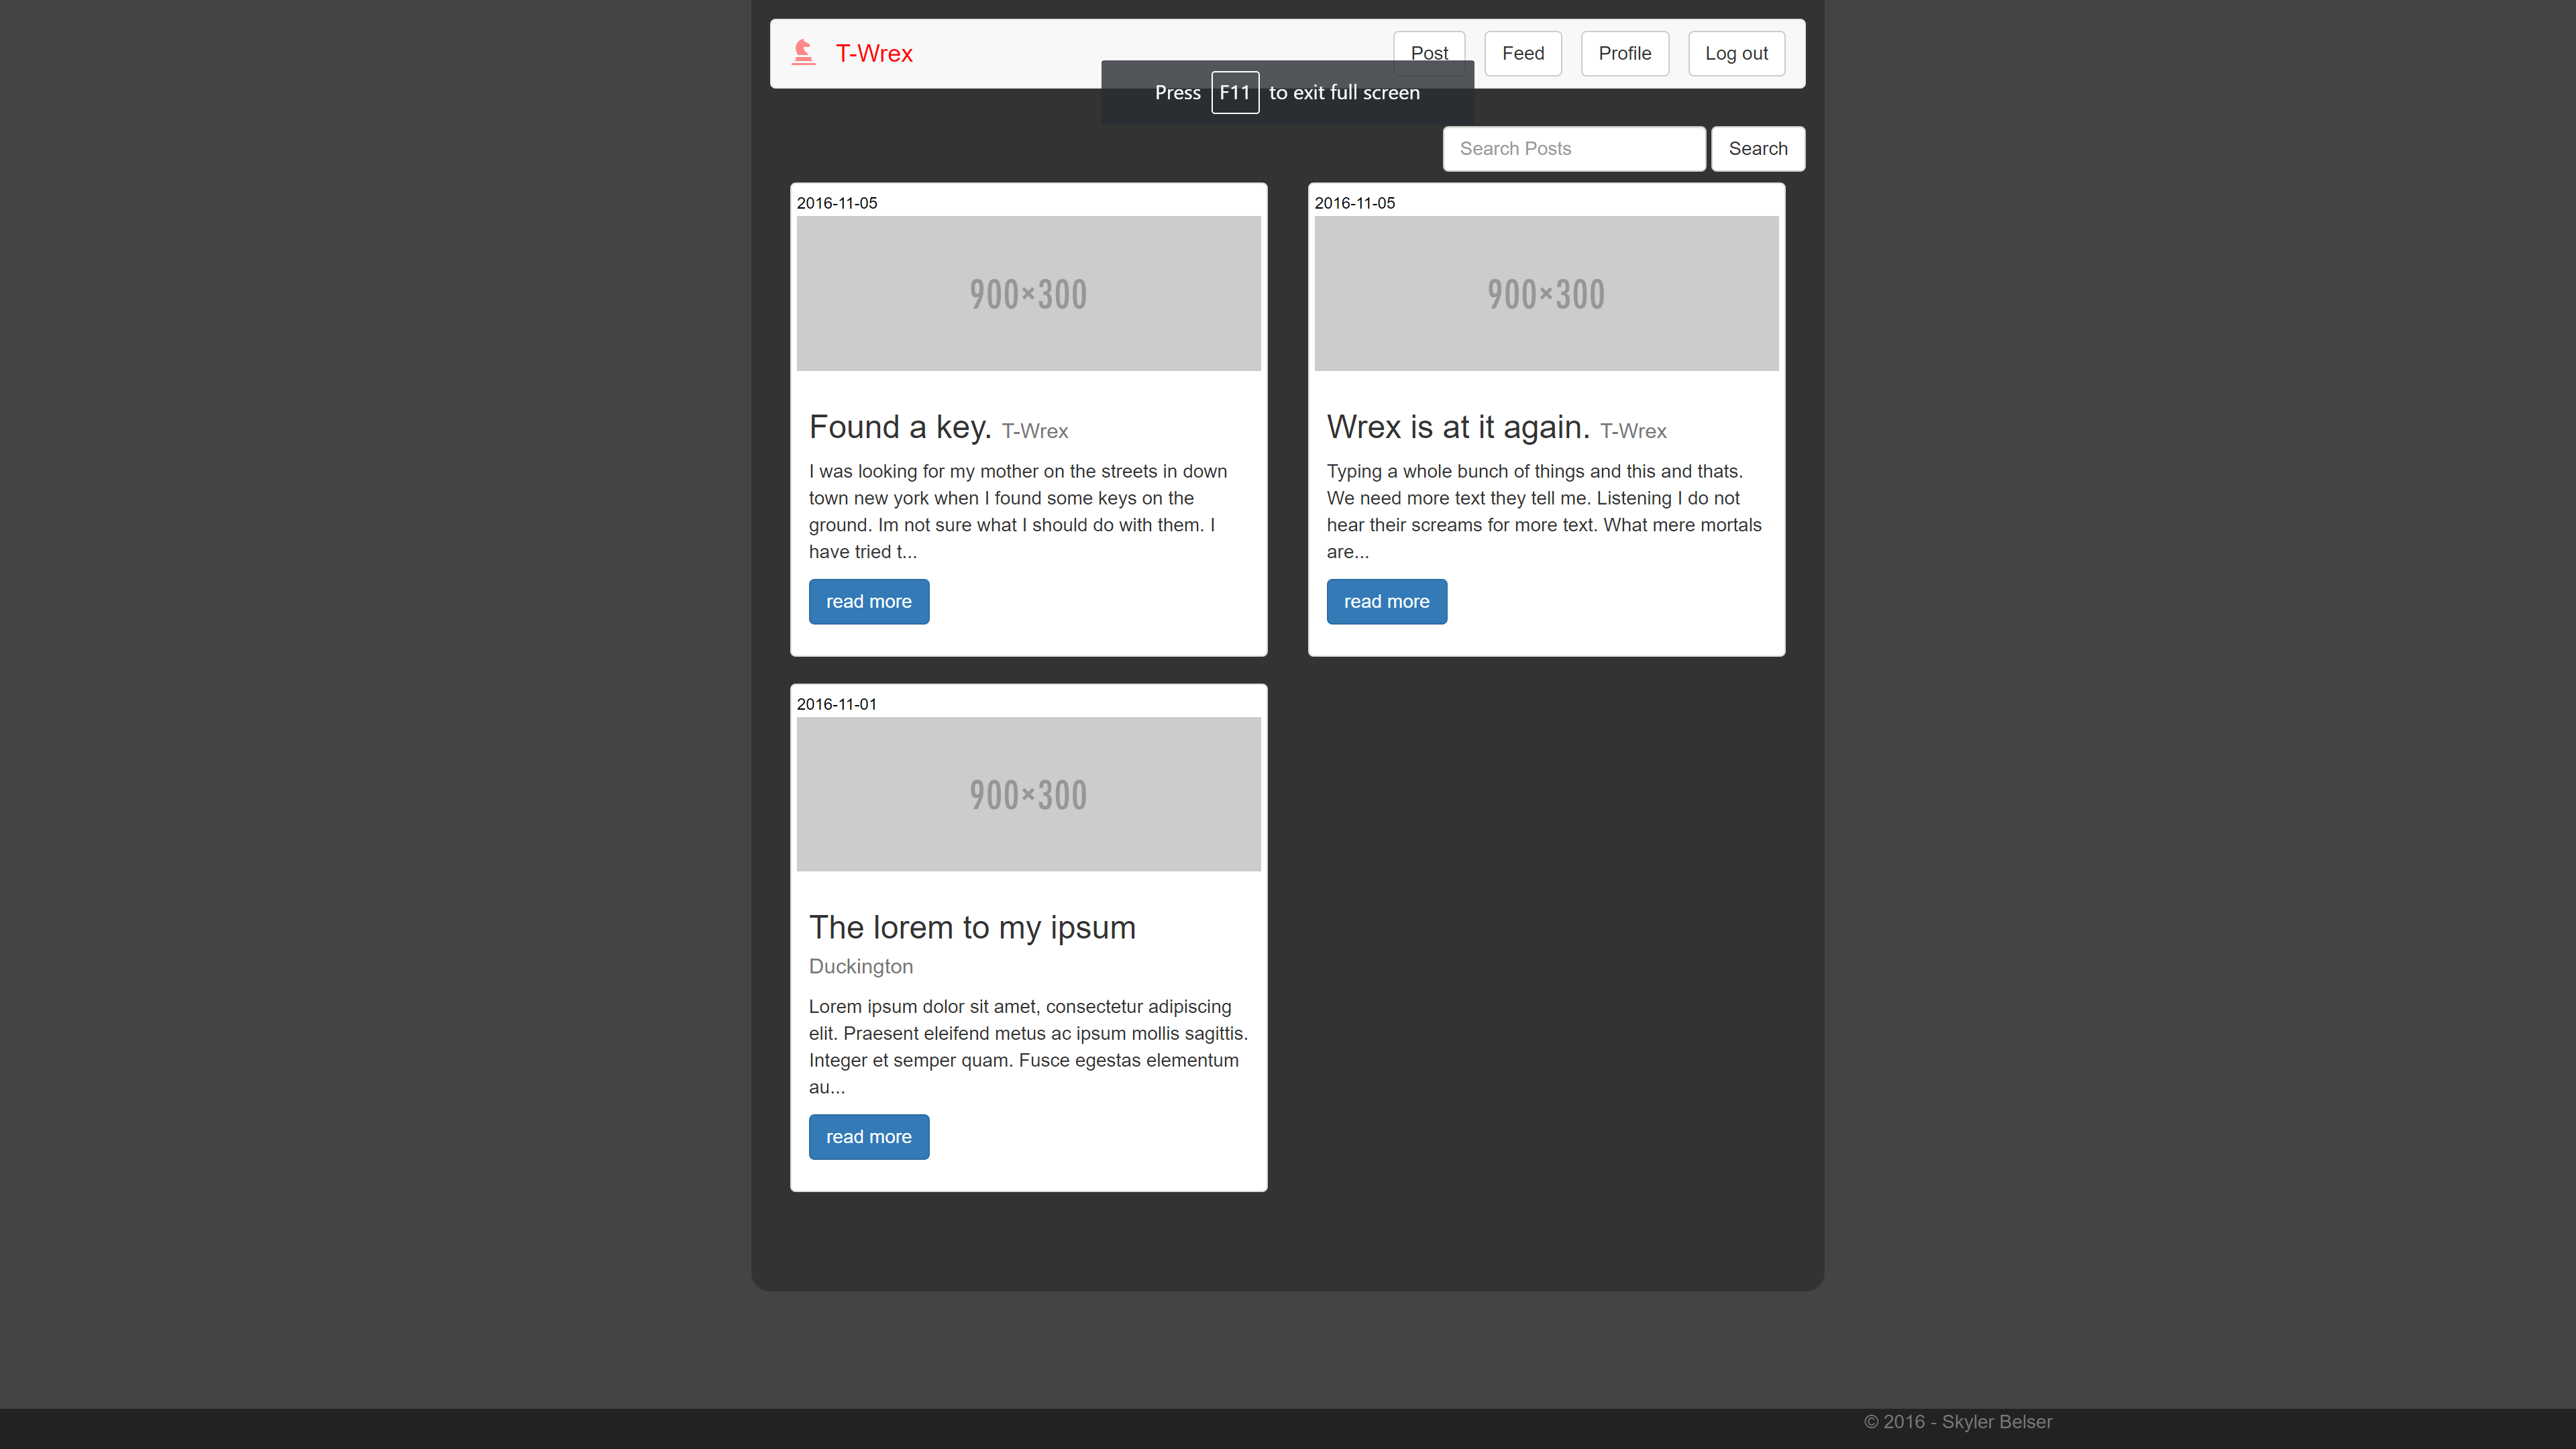 T-Wrex
Post
Feed
Profile
Log out
Press F11 to exit full screen
Search Posts
Search
2016-11-05
900×300
Found a key. T-Wrex
I was looking for my mother on the streets in down
town new york when I found some keys on the
ground. Im not sure what I should do with them. I
have tried t...
read more
2016-11-05
900×300
Wrex is at it again. T-Wrex
Typing a whole bunch of things and this and thats.
We need more text they tell me. Listening I do not
hear their screams for more text. What mere mortals
are...
read more
2016-11-01
900×300
The lorem to my ipsum
Duckington
Lorem ipsum dolor sit amet, consectetur adipiscing
elit. Praesent eleifend metus ac ipsum mollis sagittis.
Integer et semper quam. Fusce egestas elementum
au...
read more
© 2016 - Skyler Belser